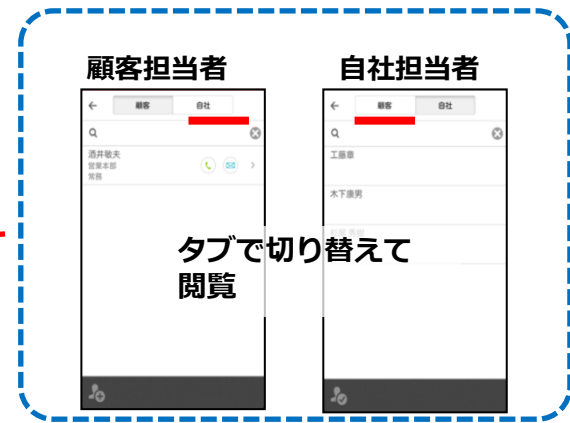 顧客担当者
自社担当者
顧客 自社
酒井敏夫
営業本部
常務
顧客 自社
工藤章
木下康男
タブで切り替えて
閲覧